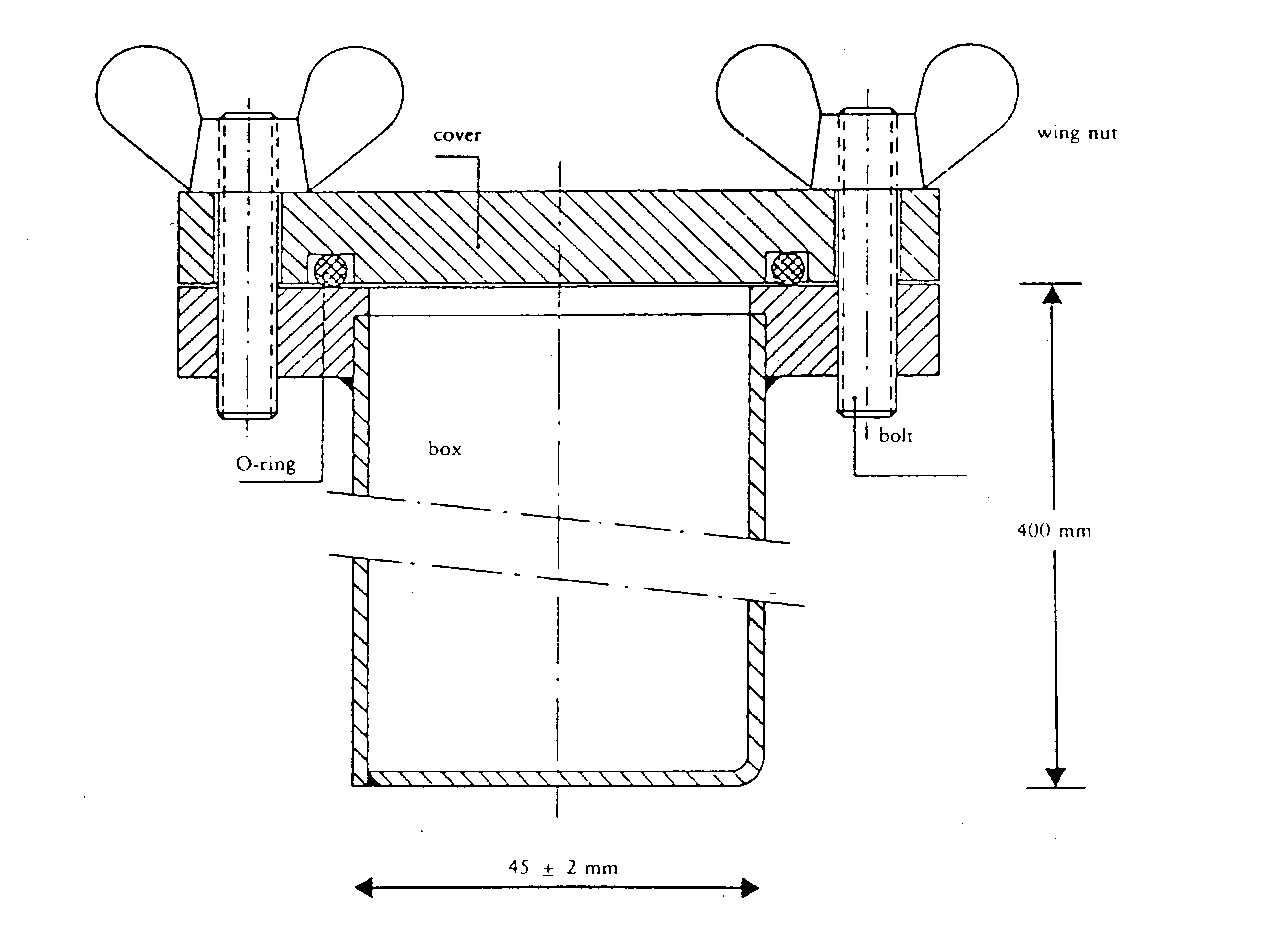 cover
wing nut
bolt
box
O-ring
400 mm
45 ± 2 mm